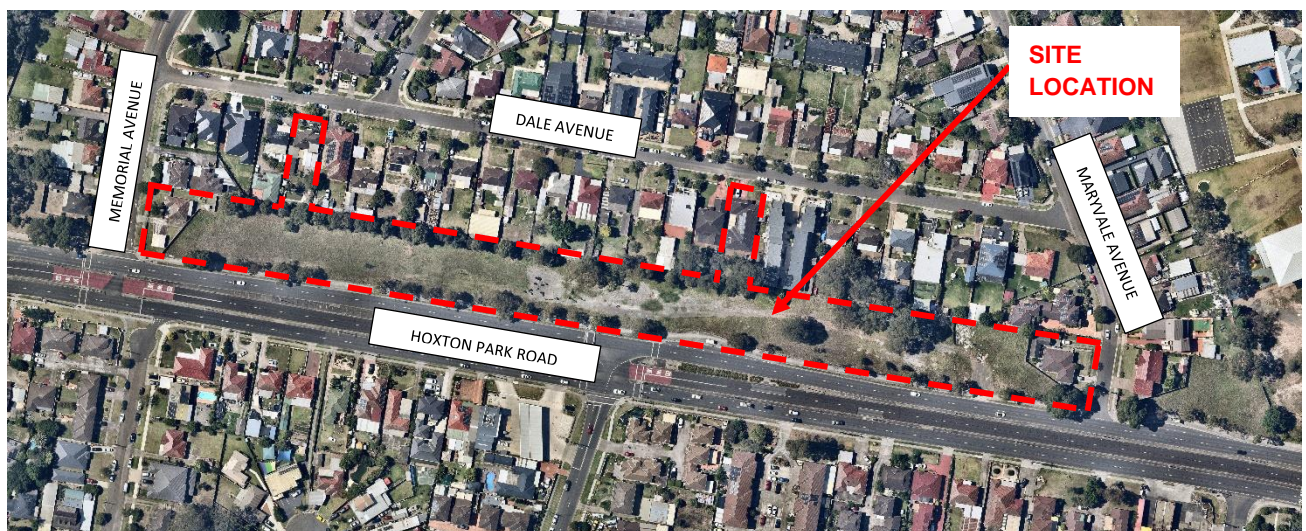 SITE
LOCATION
DALE AVENUE
MEMORIAL AVENUE
MARYVALE AVENUE
HOXTON PARK ROAD